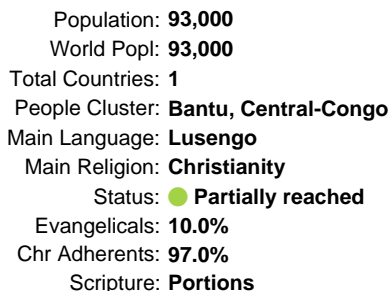 Population: 93,000
World Popl: 93,000
Total Countries: 1
People Cluster: Bantu, Central-Congo
Main Language: Lusengo
Main Religion: Christianity
Status: Partially reached
Evangelicals: 10.0%
Chr Adherents: 97.0%
Scripture: Portions